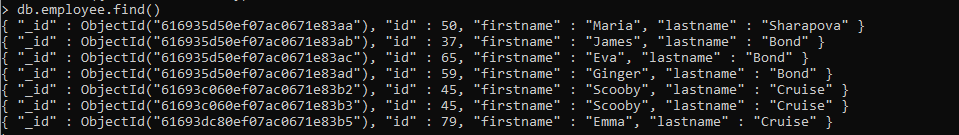 > db.employee.find()
{ "_id" : ObjectId("616935d50ef07ac0671e83aa"), "id" : 50, "firstname" : "Maria", "lastname" : "Sharapova" }
{ "_id" : ObjectId("616935d50ef07ac0671e83ab"), "id" : 37, "firstname" : "James", "lastname" : "Bond" }
{ "_id" : ObjectId("616935d50ef07ac0671e83ac"), "id" : 65, "firstname" : "Eva", "lastname" : "Bond" }
{ "_id" : ObjectId("616935d50ef07ac0671e83ad"), "id" : 59, "firstname" : "Ginger", "lastname" : "Bond" }
{ "_id" : ObjectId("61693c060ef07ac0671e83b2"), "id" : 45, "firstname" : "Scooby", "lastname" : "Cruise" }
{ "_id" : ObjectId("61693c060ef07ac0671e83b3"), "id" : 45, "firstname" : "Scooby", "lastname" : "Cruise" }
{ "_id" : ObjectId("61693dc80ef07ac0671e83b5"), "id" : 79, "firstname" : "Emma", "lastname" : "Cruise" }